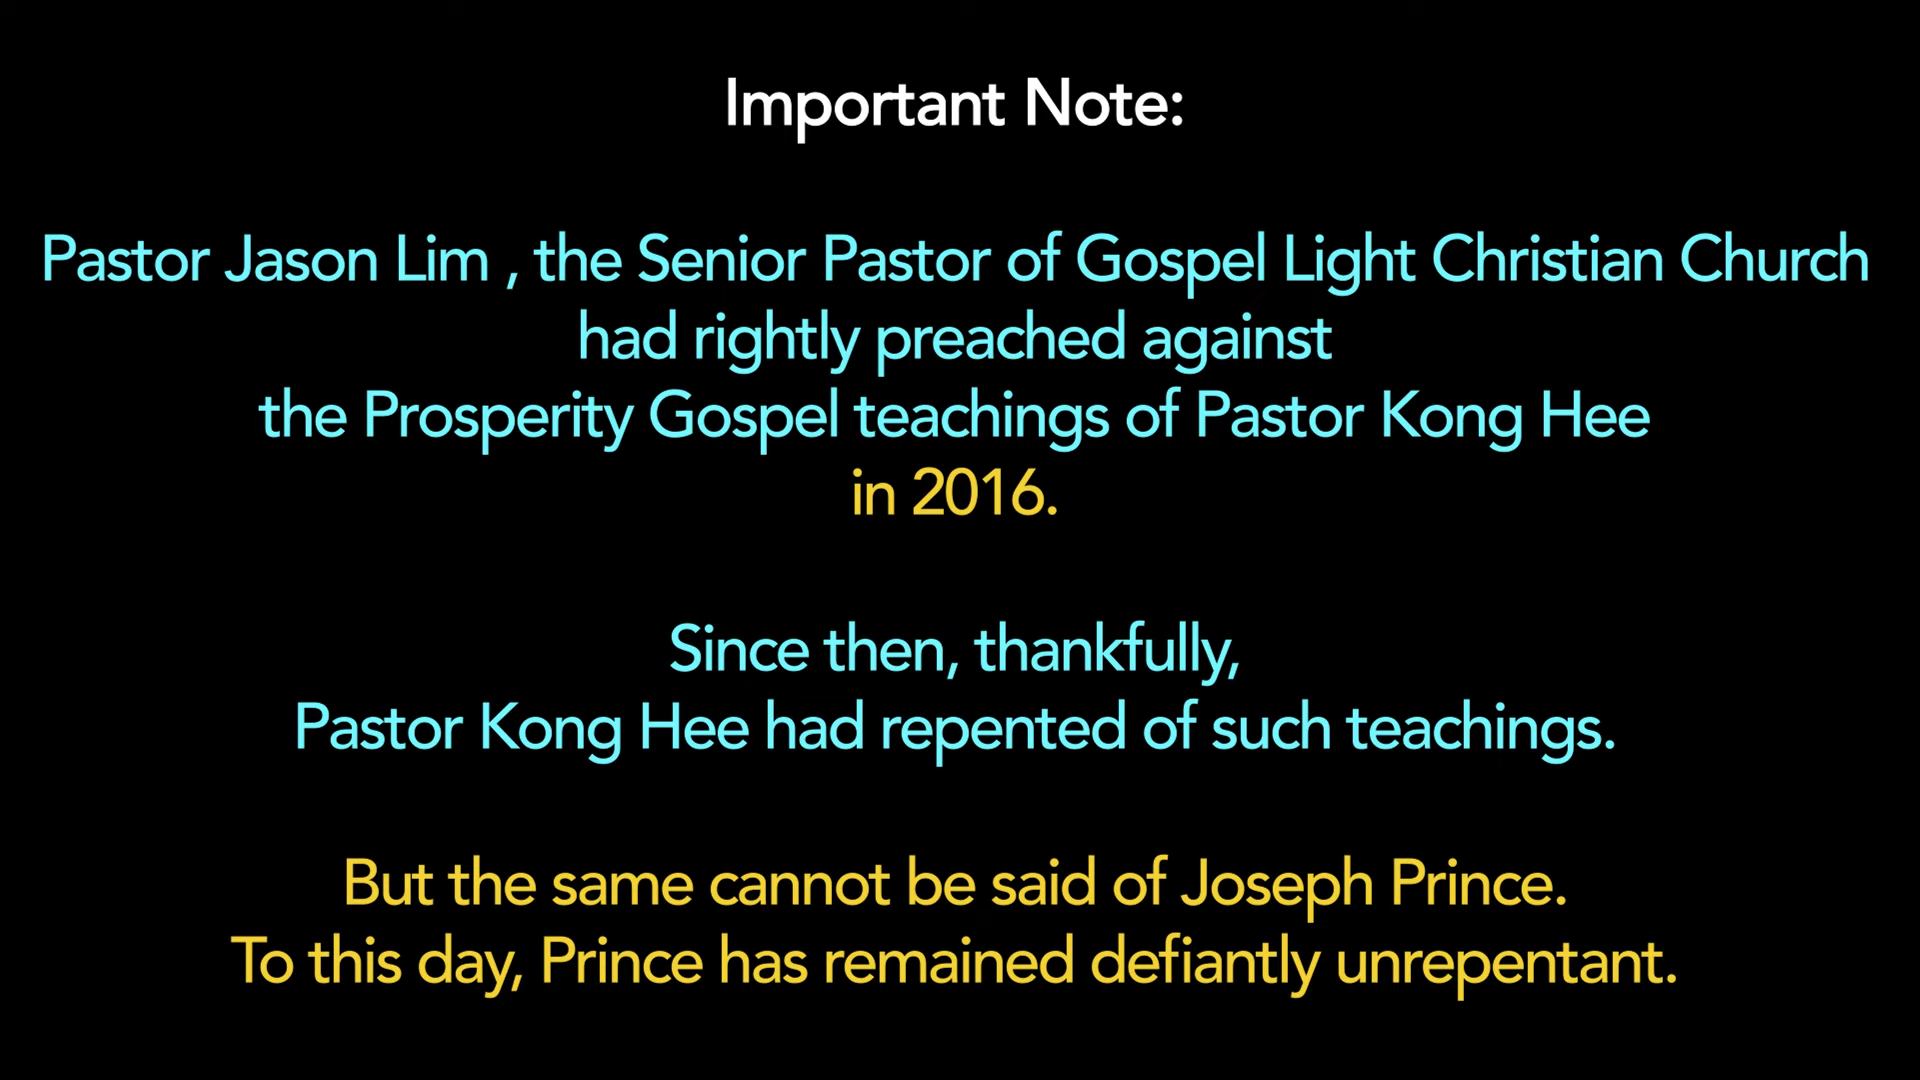 Important Note:
Pastor Jason Lim , the Senior Pastor of Gospel Light Christian Church
had rightly preached against
the Prosperity Gospel teachings of Pastor Kong Hee
in 2016.
Since then, thankfully,
Pastor Kong Hee had repented of such teachings.
But the same cannot be said of Joseph Prince.
To this day, Prince has remained defiantly unrepentant.